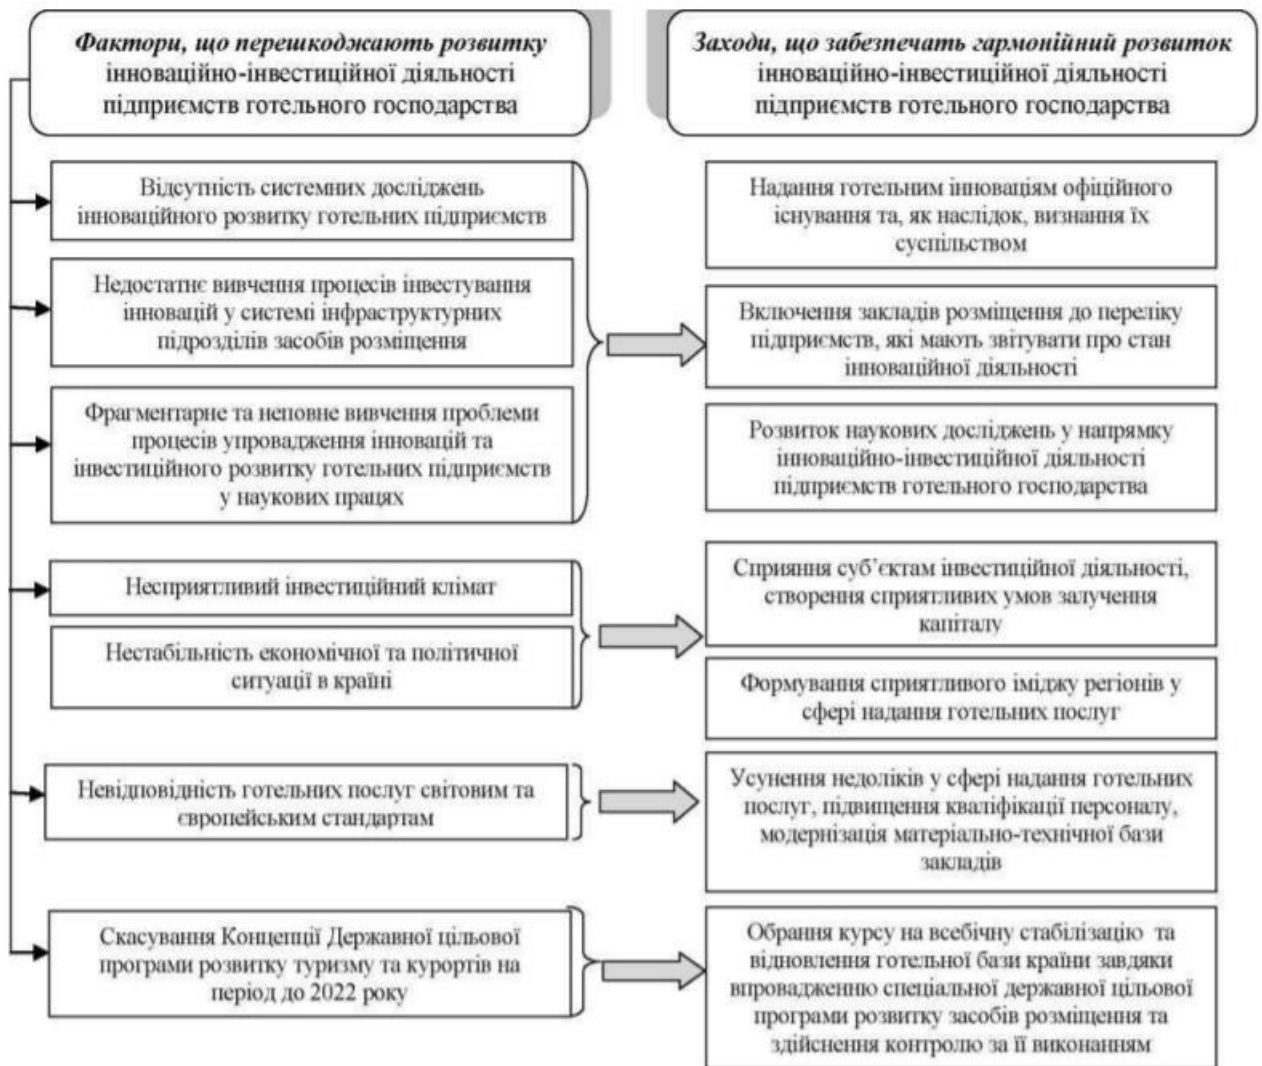 Фактори, що перешкоджають розвитку
інноваційно-інвестиційної діяльності
підприємств готельного господарства
Заходи, що забезпечать гармонійний розвиток
інноваційно-інвестиційної діяльності
підприємств готельного господарства
Відсутність системних досліджень
інноваційного розвитку готельних підприємств
Недостатнє вивчення процесів інвестування
інновацій у системі інфраструктурних
підрозділів засобів розміщення
Фрагментарне та неповне вивчення проблеми
процесів упровадження інновацій та
інвестиційного розвитку готельних підприємств
у наукових працях
Надання готельним інноваціям офіційного
існування та, як наслідок, визнання їх
суспільством
Включення закладів розміщення до переліку
підприємств, які мають звітувати про стан
інноваційної діяльності
Розвиток наукових досліджень у напрямку
інноваційно-інвестиційної діяльності
підприємств готельного господарства
Несприятливий інвестиційний клімат
Нестабільність економічної та політичної
ситуації в країні
Сприяння суб’єктам інвестиційної діяльності,
створення сприятливих умов залучення
капіталу
Формування сприятливого іміджу регіонів у
сфері надання готельних послуг
Невідповідність готельних послуг світовим та
європейським стандартам
Усунення недоліків у сфері надання готельних
послуг, підвищення кваліфікації персоналу,
модернізація матеріально-технічної бази
закладів
Скасування Концепції Державної цільової
програми розвитку туризму та курортів на
період до 2022 року
Обрання курсу на всебічну стабілізацію та
відновлення готельної бази країни завдяки
впровадженню спеціальної державної цільової
програми розвитку засобів розміщення та
здійснення контролю за її виконанням